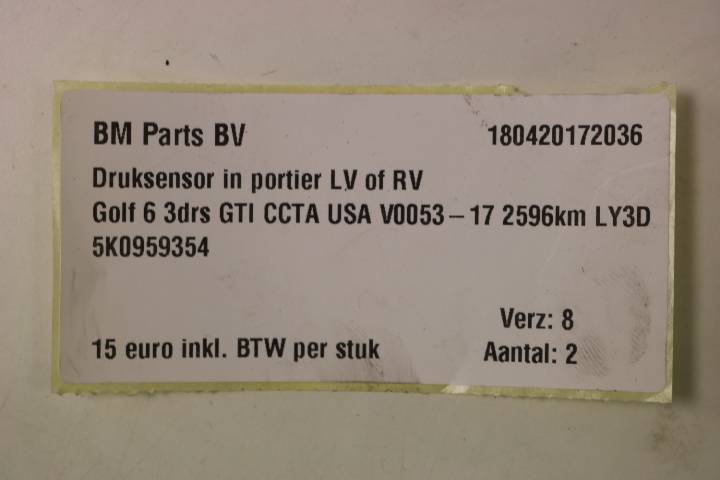 BM Parts BV 180420172036
Druksensor in portier LV of RV
Golf 6 3drs GTI CCTA USA V0053-17 2596km LY3D
5K0959354
Verz: 8
15 euro inkl. BTW per stuk Aantal: 2